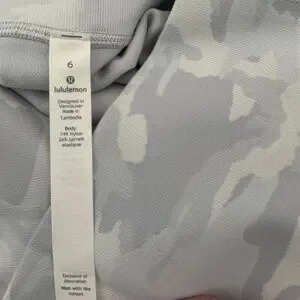 6
lululemon
Designed in
Vancouver
Made in
Cambodia
Body:
74% Nylon
26% Lycra®
elastane
Exclusive of
decoration
Wash with like
colours